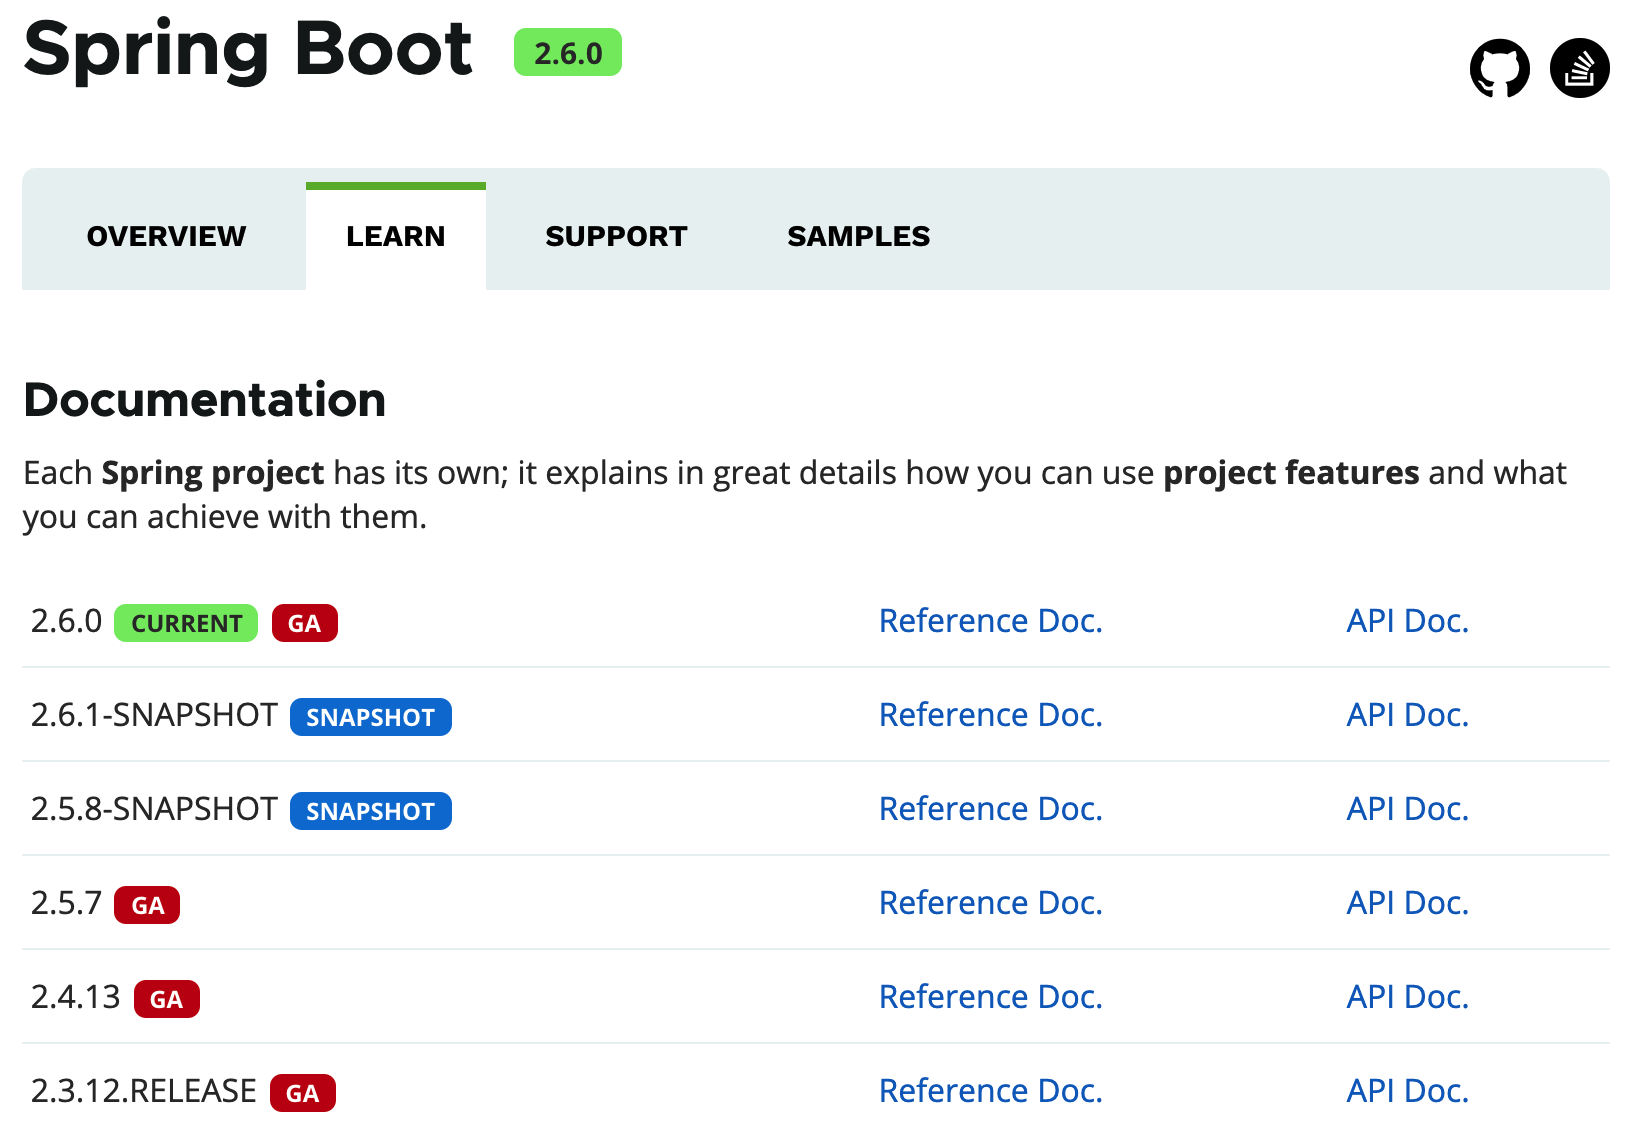 Spring Boot 2.6.0
OVERVIEW LEARN SUPPORT SAMPLES
Documentation
Each Spring project has its own; it explains in great details how you can use project features and what
you can achieve with them.
2.6.0 CURRENT GA Reference Doc. API Doc.
2.6.1-SNAPSHOT SNAPSHOT Reference Doc. API Doc.
2.5.8-SNAPSHOT SNAPSHOT Reference Doc. API Doc.
2.5.7 GA Reference Doc. API Doc.
2.4.13 GA Reference Doc. API Doc.
2.3.12.RELEASE GA Reference Doc. API Doc.